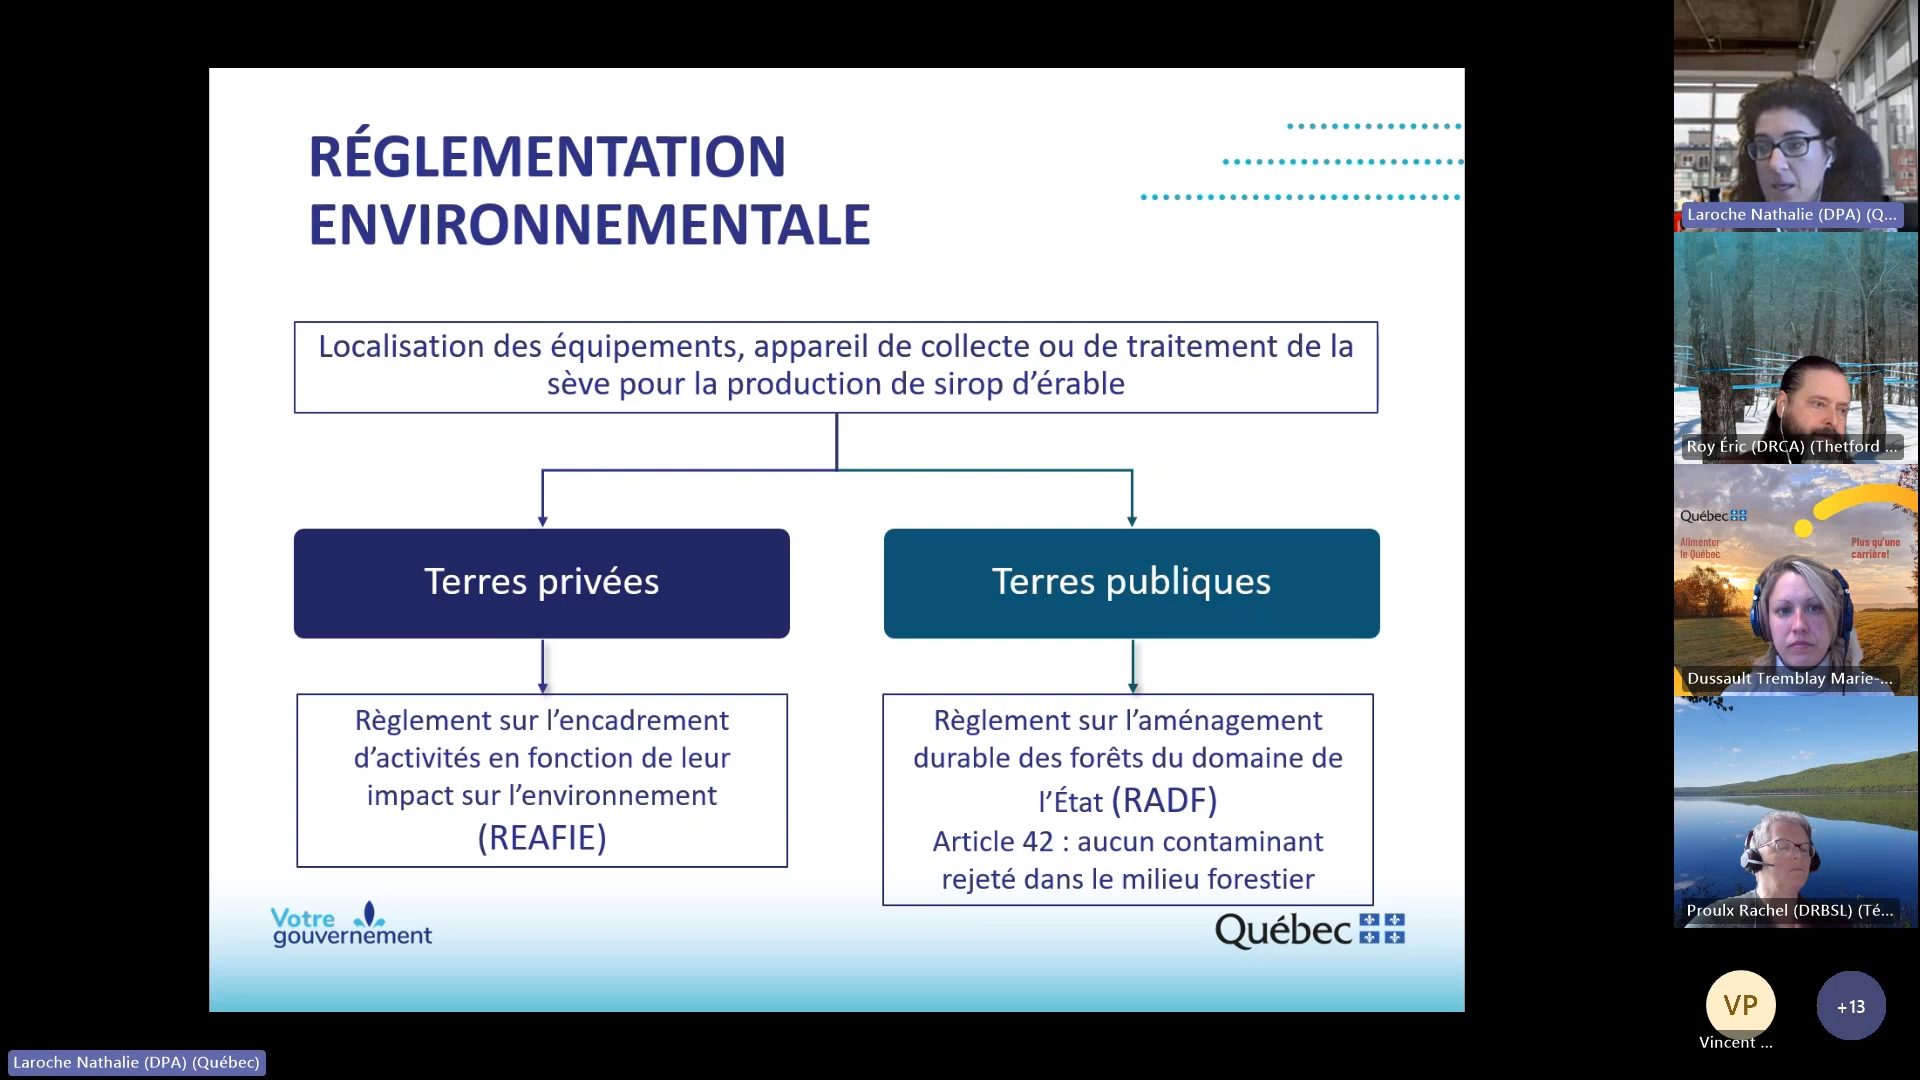 RÉGLEMENTATION
ENVIRONNEMENTALE
Localisation des équipements, appareil de collecte ou de traitement de la
sève pour la production de sirop d’érable
Terres privées
Terres publiques
Règlement sur l’encadrement
d’activités en fonction de leur
impact sur l’environnement
(REAFIE)
Règlement sur l’aménagement
durable des forêts du domaine de
l’État (RADF)
Article 42 : aucun contaminant
rejeté dans le milieu forestier
Votre
gouvernement
Québec
Laroche Nathalie (DPA) (Québec)
Laroche Nathalie (DPA) (Q...
Roy Éric (DRCA) (Thetford ...
Québec
Alimenter
le Québec
Plus qu'une
carrière!
Dussault Tremblay Marie-...
Proulx Rachel (DRBSL) (Té...
VP
Vincent ...
+13